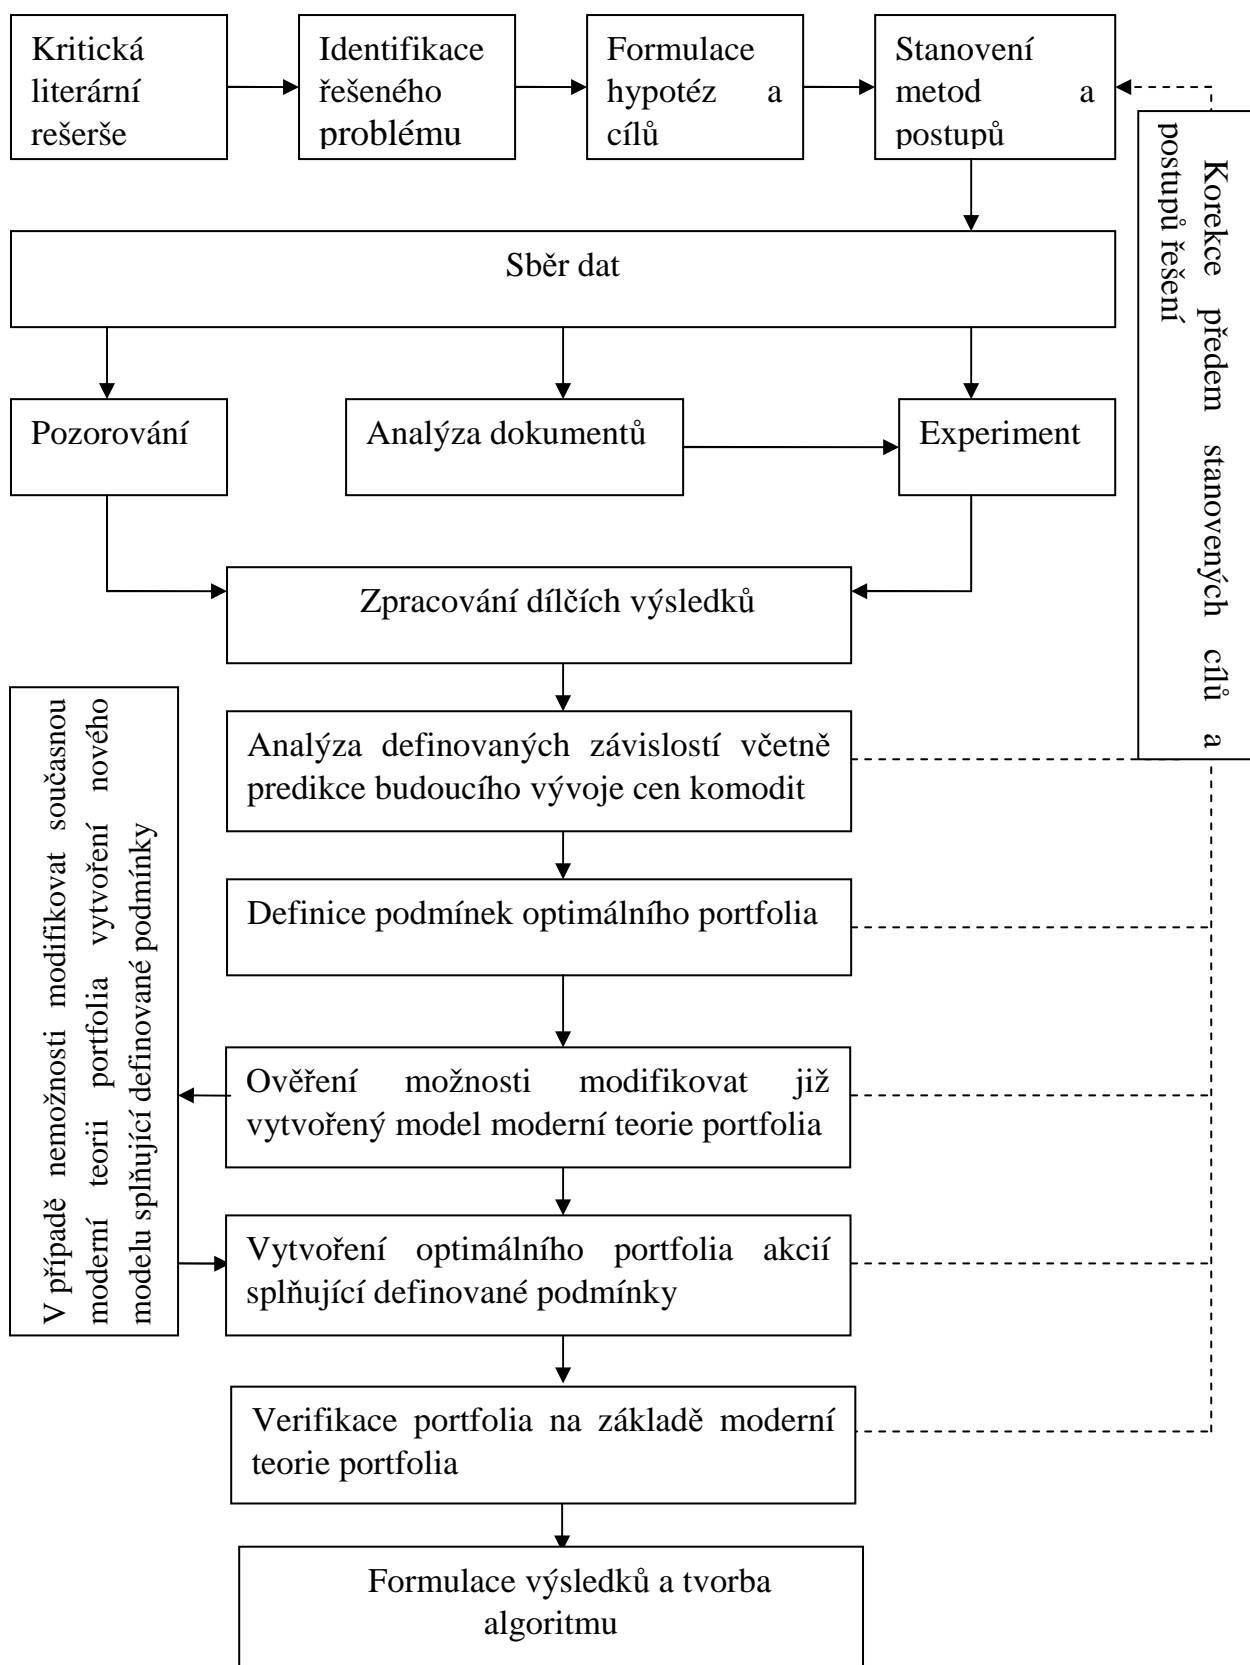 Kritická
literární
rešerše
Identifikace
řešeného
problému
Formulace
hypotéz a
cílů
Stanovení
metod a
postupů
Korekce předem stanovených cílů a
postupů řešení
Sběr dat
Pozorování
Analýza dokumentů
Experiment
Zpracování dílčích výsledků
Analýza definovaných závislostí včetně
predikce budoucího vývoje cen komodit
Definice podmínek optimálního portfolia
V případě nemožnosti modifikovat současnou
moderní teorii portfolia vytvoření nového
modelu splňující definované podmínky
Ověření možnosti modifikovat již
vytvořený model moderní teorie portfolia
Vytvoření optimálního portfolia akcií
splňující definované podmínky
Verifikace portfolia na základě moderní
teorie portfolia
Formulace výsledků a tvorba
algoritmu